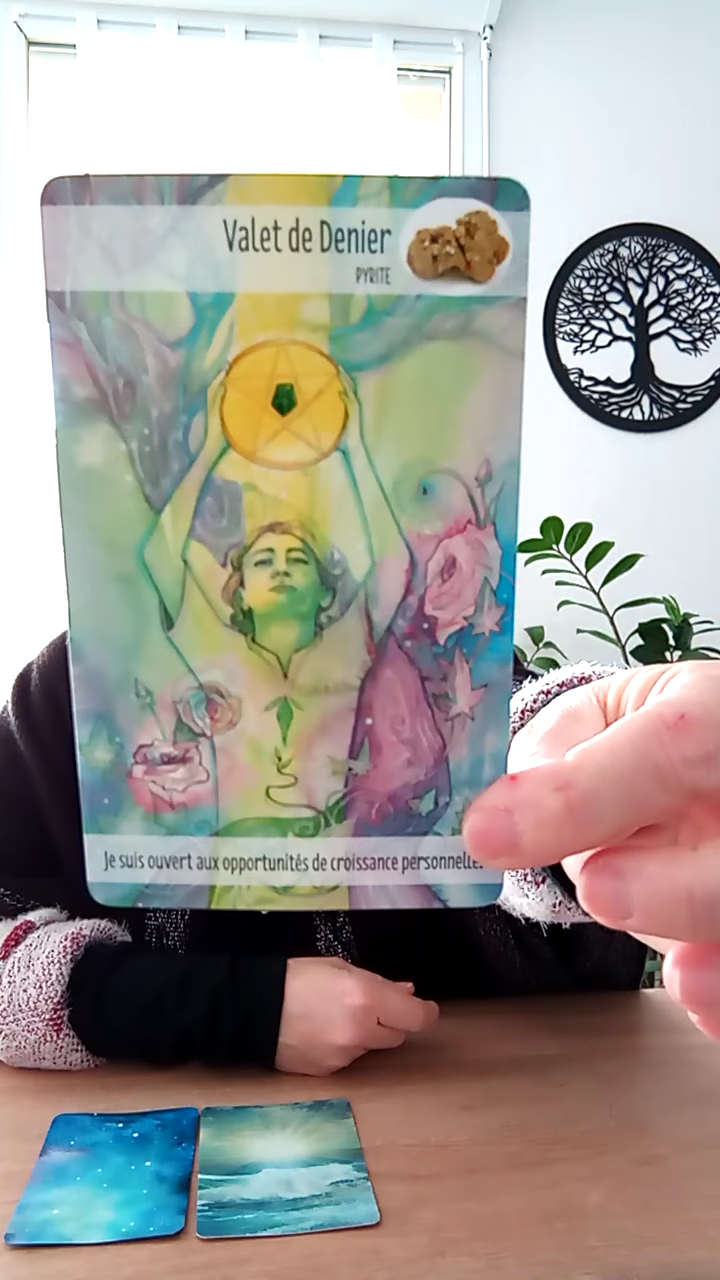 Valet de Denier
PYRITE
Je suis ouvert aux opportunités de croissance personnelle.